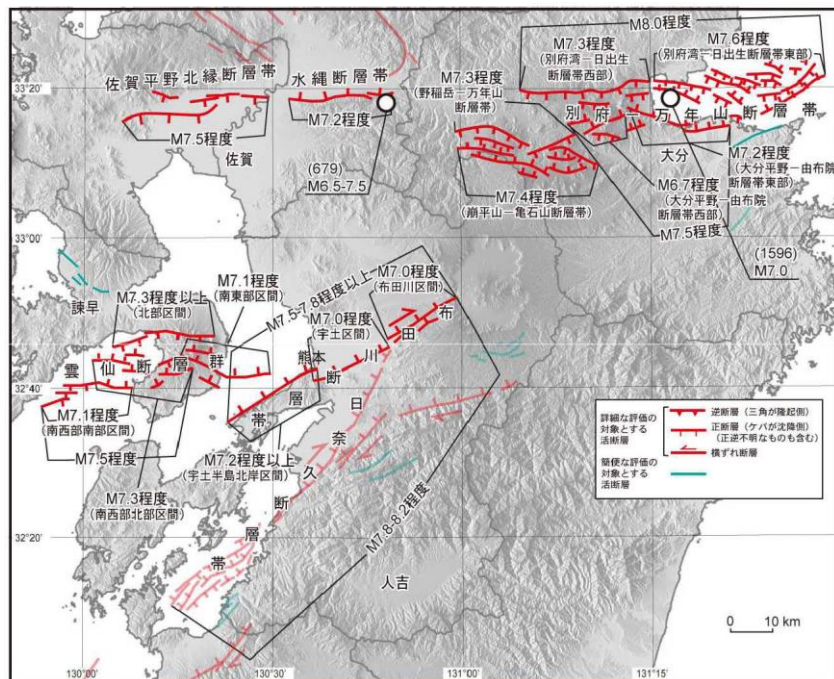 M8.0程度
M7.3程度
(別府湾ー日出生
断層帯西部)
M7.6程度
(別府湾ー日出生断層帯東部)
佐賀平野北縁断層帯
水縄断層帯
M7.3程度
(野稲岳ー万年山
断層帯)
33°20'
別府ー万年山断層帯
M7.5程度
M7.2程度
佐賀
(679)
M6.5-7.5
大分
M7.2程度
(大分平野ー由布院
断層帯東部)
M6.7程度
(大分平野ー由布院
断層帯西部)
M7.4程度
(崩平山ー亀石山断層帯)
M7.5程度
33°00'
(1596)
M7.0
M7.1程度
(南東部区間)
M7.5-7.8程度以上
M7.0程度
(布田川区間)
諫早
M7.3程度以上
(北部区間)
M7.0程度
(宇土区間)
熊本
布田川断層帯
雲仙断層群
32°40'
M7.1程度
(南西部南部区間)
M7.5程度
M7.2程度以上
(宇土半島北岸区間)
M7.3程度
(南西部北部区間)
日奈久断層帯
M7.8-8.2程度
32°20'
人吉
詳細な評価の
対象とする
活断層
逆断層(三角が隆起側)
正断層(ケバが沈降側)
(正逆不明なものも含む)
横ずれ断層
簡便な評価の
対象とする
活断層
0 10 km
130°00' 130°30' 131°00' 131°15'